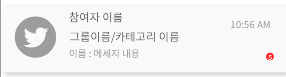 참여자 이름
10:56 AM
그룹이름/카테고리 이름
이름 : 메세지 내용
5